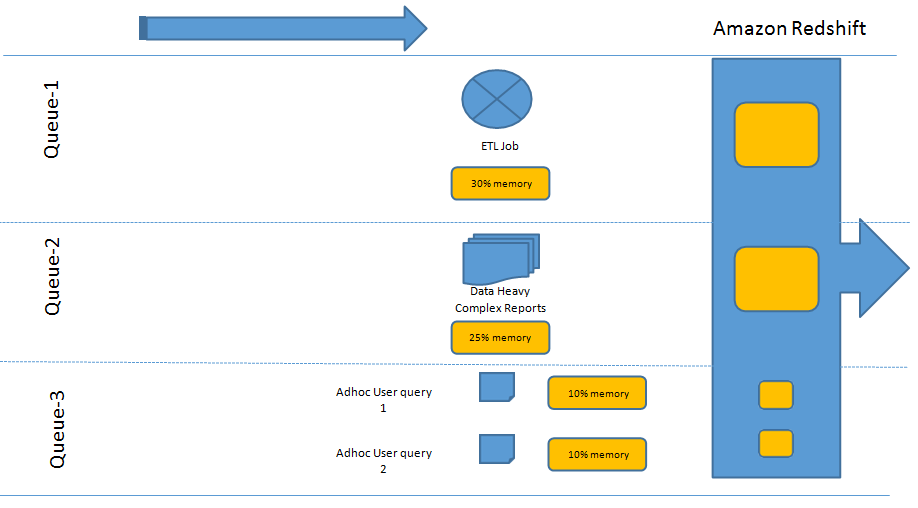 Amazon Redshift
Queue-1
ETL Job
30% memory
Queue-2
Data Heavy
Complex Reports
25% memory
Queue-3
Adhoc User query
1
10% memory
Adhoc User query
2
10% memory